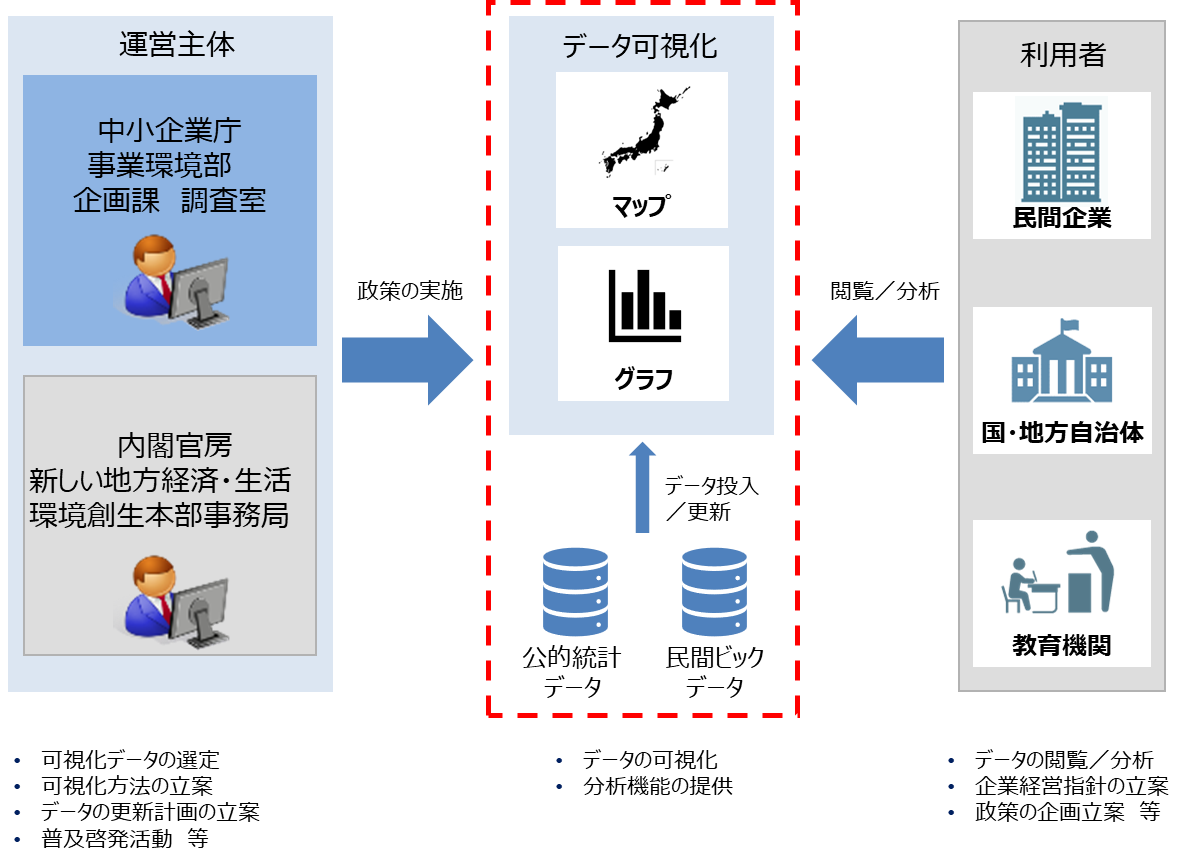 運営主体
中小企業庁
事業環境部
企画課　調査室
内閣官房
新しい地方経済・生活
環境創生本部事務局
政策の実施
データ可視化
マップ
グラフ
データ投入
／更新
公的統計
データ
民間ビック
データ
閲覧／分析
利用者
民間企業
国・地方自治体
教育機関
• 可視化データの選定
• 可視化方法の立案
• データの更新計画の立案
• 普及啓発活動　等
• データの可視化
• 分析機能の提供
• データの閲覧／分析
• 企業経営指針の立案
• 政策の企画立案　等